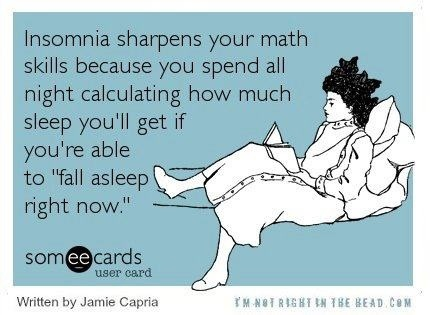 Insomnia sharpens your math
skills because you spend all
night calculating how much
sleep you'll get if
you're able
to "fall asleep
right now."
someecards
user card
Written by Jamie Capria
I'M NOT RIGHT IN THE HEAD.COM